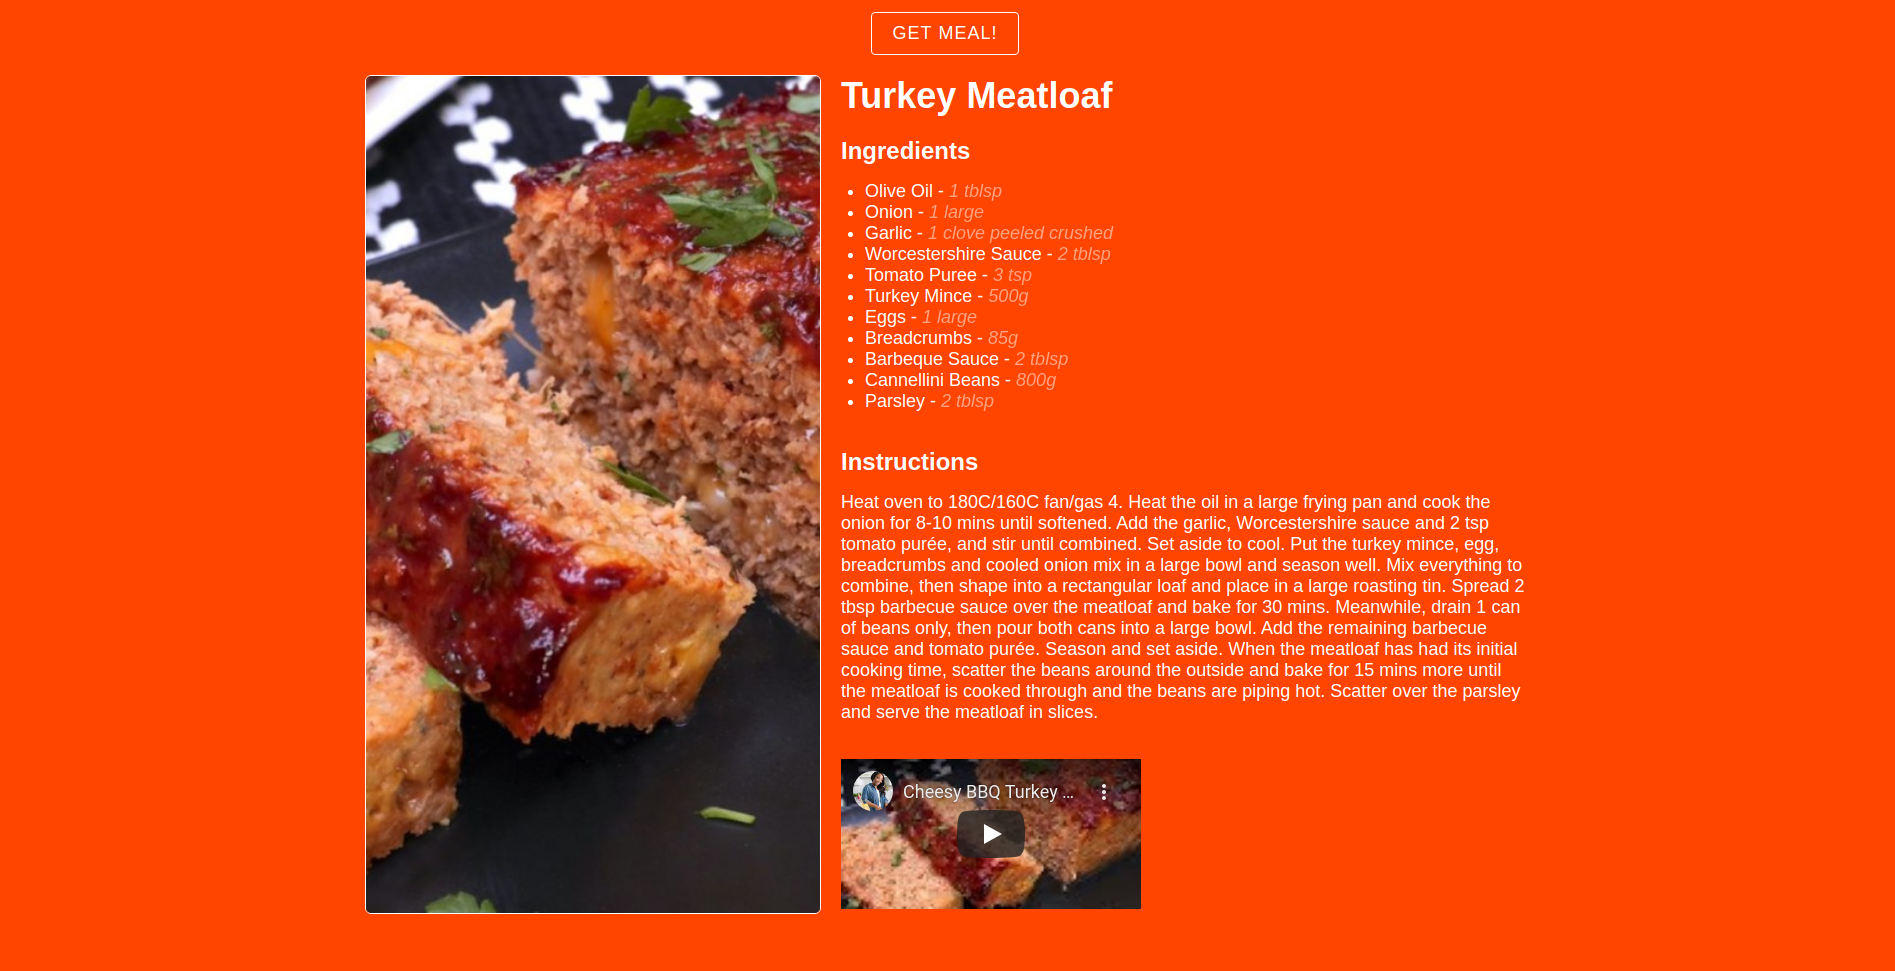 GET MEAL!
Turkey Meatloaf
Ingredients
Olive Oil - 1 tblsp
Onion - 1 large
Garlic - 1 clove peeled crushed
Worcestershire Sauce - 2 tblsp
Tomato Puree - 3 tsp
Turkey Mince - 500g
Eggs - 1 large
Breadcrumbs - 85g
Barbeque Sauce - 2 tblsp
Cannellini Beans - 800g
Parsley - 2 tblsp
Instructions
Heat oven to 180C/160C fan/gas 4. Heat the oil in a large frying pan and cook the
onion for 8-10 mins until softened. Add the garlic, Worcestershire sauce and 2 tsp
tomato purée, and stir until combined. Set aside to cool. Put the turkey mince, egg,
breadcrumbs and cooled onion mix in a large bowl and season well. Mix everything to
combine, then shape into a rectangular loaf and place in a large roasting tin. Spread 2
tbsp barbecue sauce over the meatloaf and bake for 30 mins. Meanwhile, drain 1 can
of beans only, then pour both cans into a large bowl. Add the remaining barbecue
sauce and tomato purée. Season and set aside. When the meatloaf has had its initial
cooking time, scatter the beans around the outside and bake for 15 mins more until
the meatloaf is cooked through and the beans are piping hot. Scatter over the parsley
and serve the meatloaf in slices.
Cheesy BBQ Turkey ...